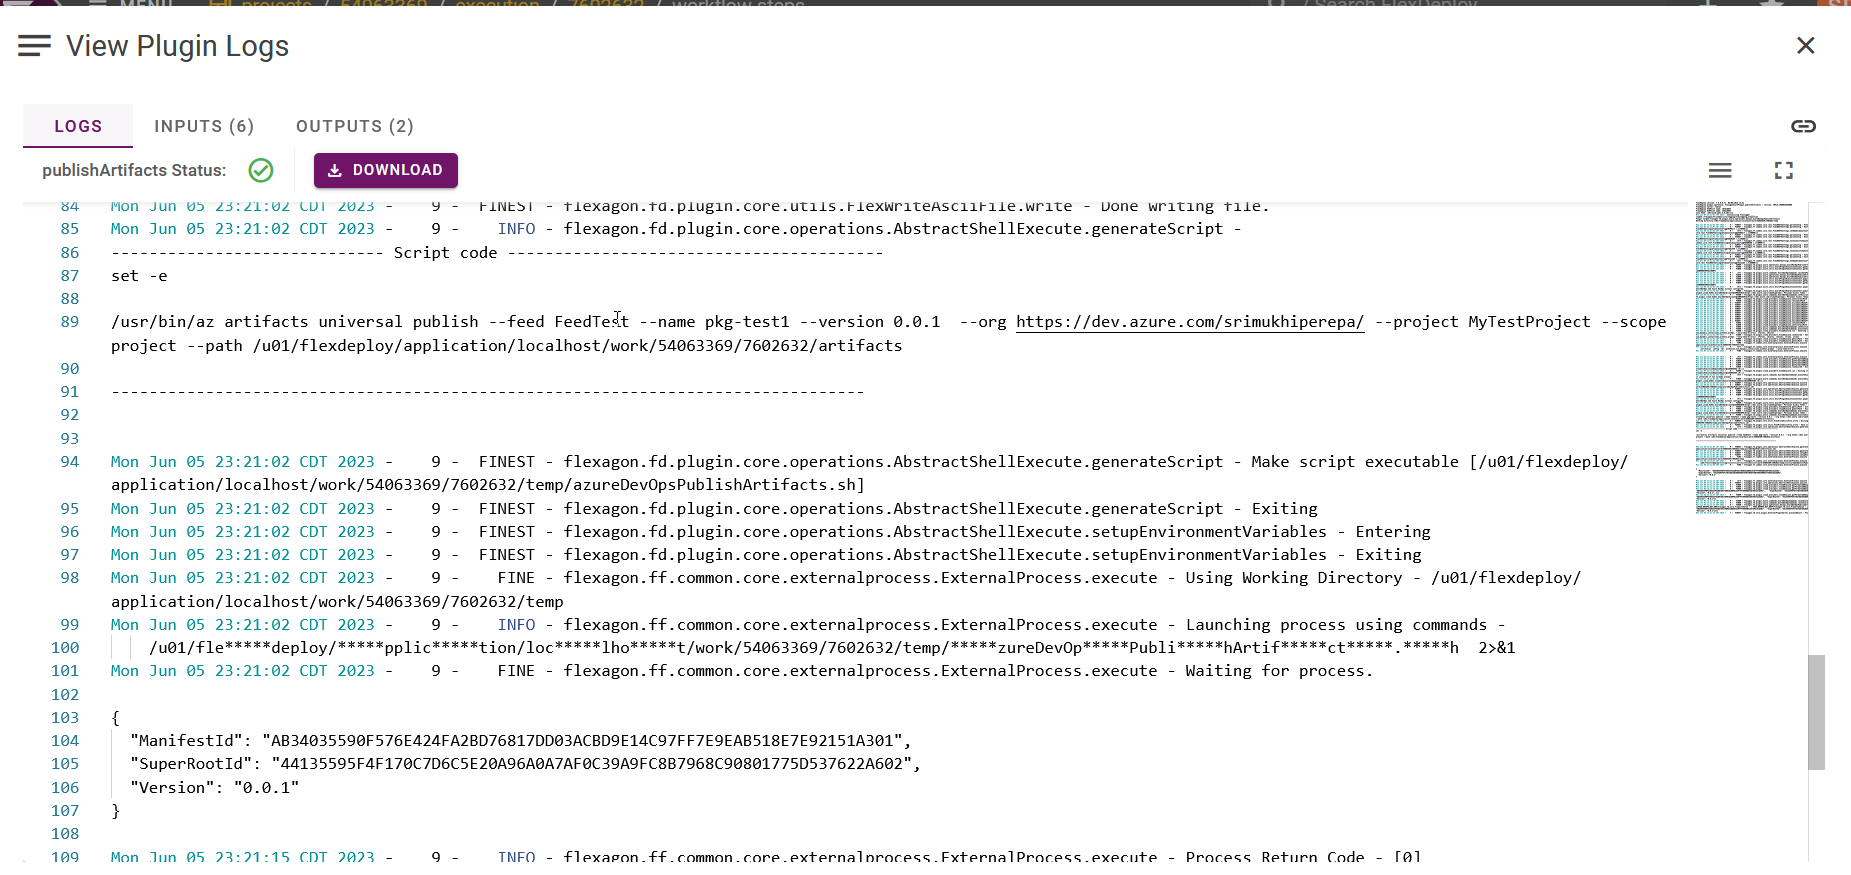 MENU projects / 54063369 / execution / 7602632 / workflow steps / Search FlexDeploy
View Plugin Logs
LOGS INPUTS (6) OUTPUTS (2)
publishArtifacts Status: DOWNLOAD
84 Mon Jun 05 23:21:02 CDT 2023 - 9 - FINEST - flexagon.fd.plugin.core.utils.FlexWriteAsciiFile.write - Done writing file.
85 Mon Jun 05 23:21:02 CDT 2023 - 9 - INFO - flexagon.fd.plugin.core.operations.AbstractShellExecute.generateScript -
86 ----------------------------- Script code ----------------------------------------
87 set -e
88
89 /usr/bin/az artifacts universal publish --feed FeedTest --name pkg-test1 --version 0.0.1  --org https://dev.azure.com/srimukhiperepa/ --project MyTestProject --scope
project --path /u01/flexdeploy/application/localhost/work/54063369/7602632/artifacts
90
91 --------------------------------------------------------------------------------
92
93
94 Mon Jun 05 23:21:02 CDT 2023 - 9 - FINEST - flexagon.fd.plugin.core.operations.AbstractShellExecute.generateScript - Make script executable [/u01/flexdeploy/
application/localhost/work/54063369/7602632/temp/azureDevOpsPublishArtifacts.sh]
95 Mon Jun 05 23:21:02 CDT 2023 - 9 - FINEST - flexagon.fd.plugin.core.operations.AbstractShellExecute.generateScript - Exiting
96 Mon Jun 05 23:21:02 CDT 2023 - 9 - FINEST - flexagon.fd.plugin.core.operations.AbstractShellExecute.setupEnvironmentVariables - Entering
97 Mon Jun 05 23:21:02 CDT 2023 - 9 - FINEST - flexagon.fd.plugin.core.operations.AbstractShellExecute.setupEnvironmentVariables - Exiting
98 Mon Jun 05 23:21:02 CDT 2023 - 9 - FINE - flexagon.ff.common.core.externalprocess.ExternalProcess.execute - Using Working Directory - /u01/flexdeploy/
application/localhost/work/54063369/7602632/temp
99 Mon Jun 05 23:21:02 CDT 2023 - 9 - INFO - flexagon.ff.common.core.externalprocess.ExternalProcess.execute - Launching process using commands -
100 /u01/fle*****deploy/*****pplic*****tion/loc*****lho*****t/work/54063369/7602632/temp/*****zureDevOp*****Publi*****hArtif*****ct*****.*****h  2>&1
101 Mon Jun 05 23:21:02 CDT 2023 - 9 - FINE - flexagon.ff.common.core.externalprocess.ExternalProcess.execute - Waiting for process.
102
103 {
104 "ManifestId": "AB34035590F576E424FA2BD76817DD03ACBD9E14C97FF7E9EAB518E7E92151A301",
105 "SuperRootId": "44135595F4F170C7D6C5E20A96A0A7AF0C39A9FC8B7968C90801775D537622A602",
106 "Version": "0.0.1"
107 }
108
109 Mon Jun 05 23:21:15 CDT 2023 - 9 - INFO - flexagon.ff.common.core.externalprocess.ExternalProcess.execute - Process Return Code - [0]